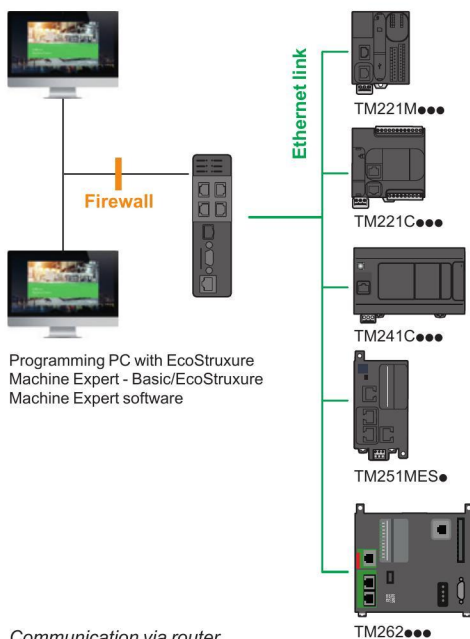 Ethernet link
TM221M●●●
Firewall
TM221C●●●
TM241C●●●
Programming PC with EcoStruxure
Machine Expert - Basic/EcoStruxure
Machine Expert software
TM251MES●
TM262●●●
Communication via router